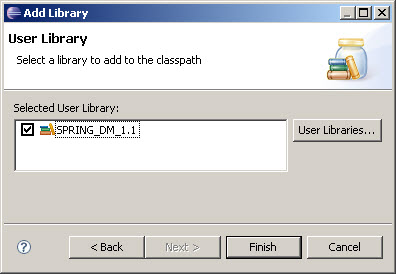 Add Library
User Library
Select a library to add to the classpath
Selected User Library:
SPRING_DM_1.1
User Libraries...
?
< Back
Next >
Finish
Cancel